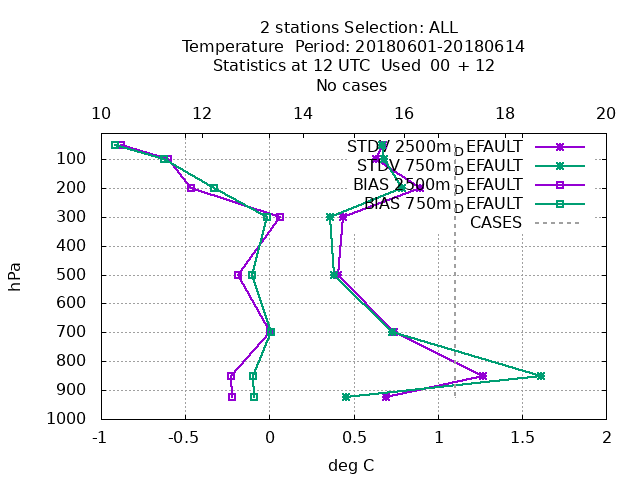 2 stations Selection: ALL
Temperature  Period: 20180601-20180614
Statistics at 12 UTC  Used  00 + 12
No cases
10 12 14 16 18 20
STDV 2500m_DEFAULT
STDV 750m_DEFAULT
BIAS 2500m_DEFAULT
BIAS 750m_DEFAULT
CASES
100
200
300
400
500
600
700
800
900
1000
hPa
-1 -0.5 0 0.5 1 1.5 2
deg C